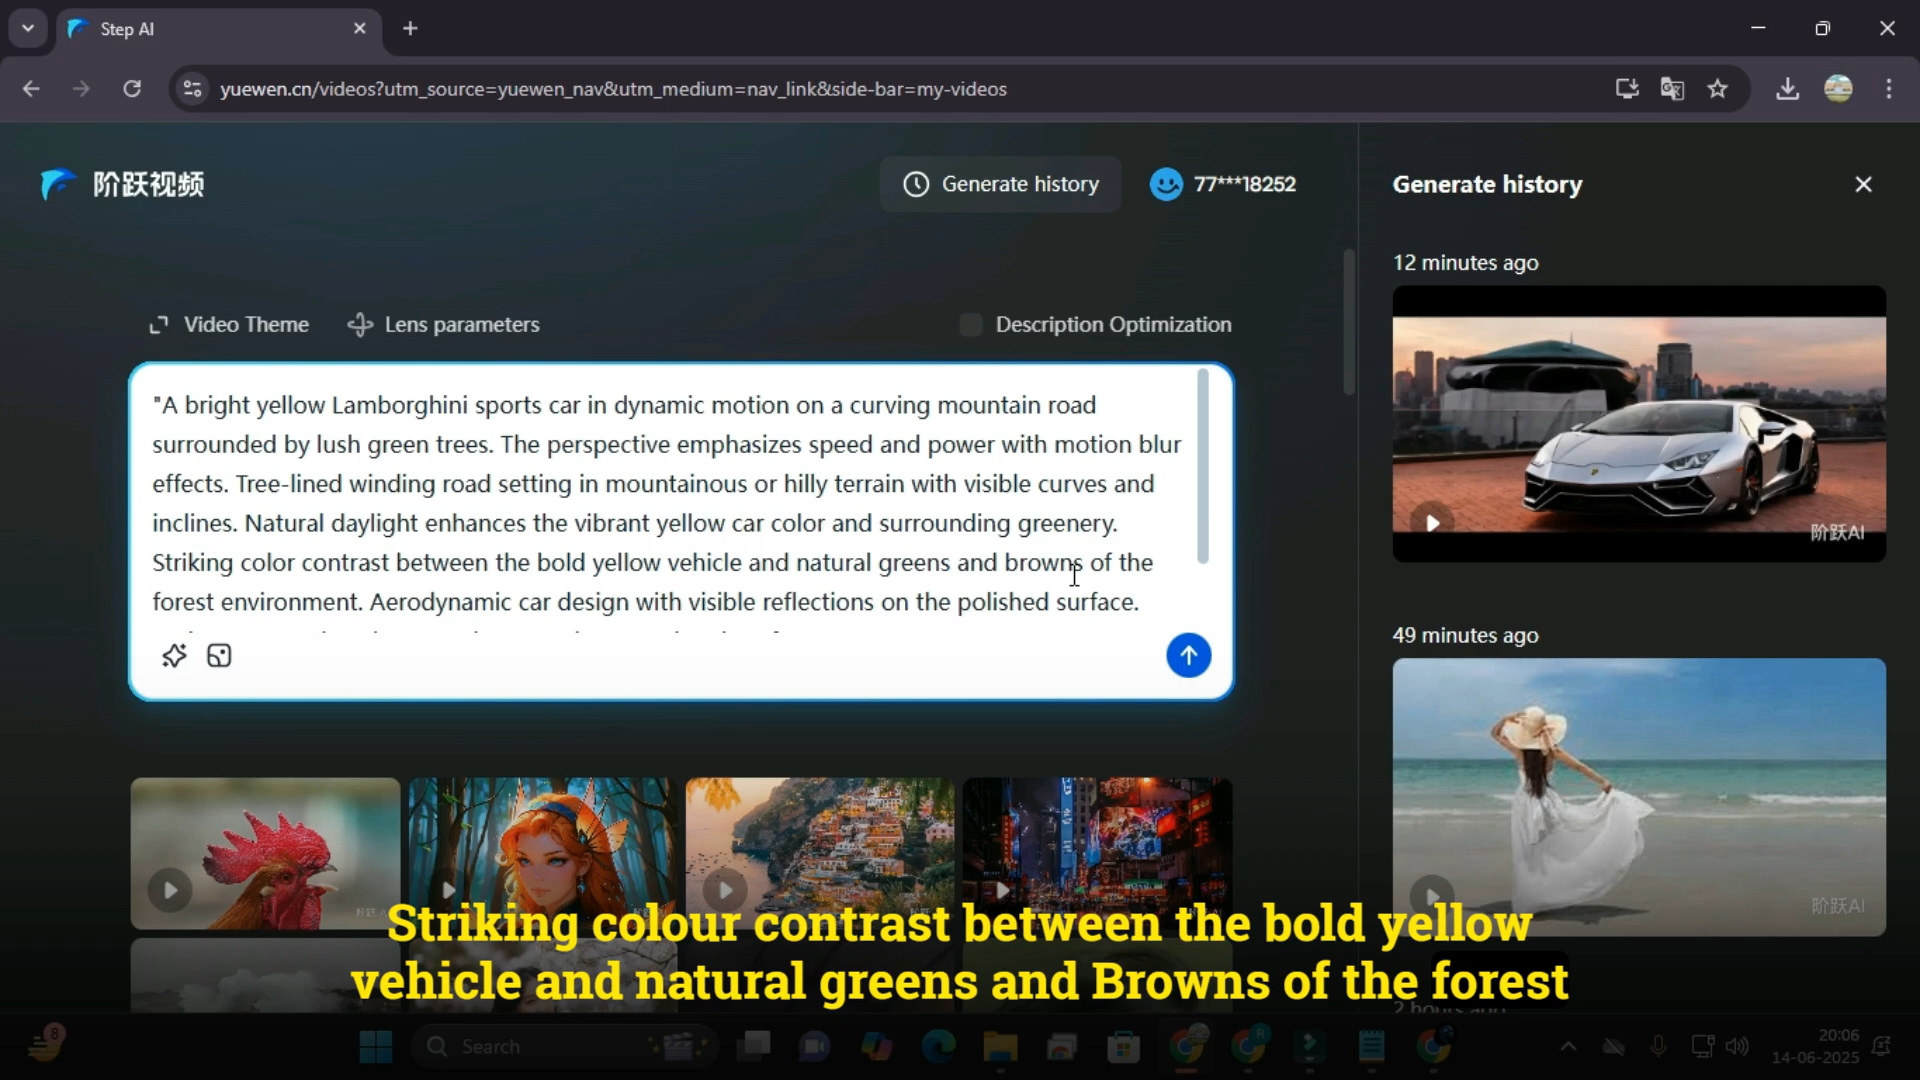 Step AI
yuewen.cn/videos?utm_source=yuewen_nav&utm_medium=nav_link&side-bar=my-videos
阶跃视频
Generate history
77***18252
Generate history
12 minutes ago
Video Theme
Lens parameters
Description Optimization
"A bright yellow Lamborghini sports car in dynamic motion on a curving mountain road
surrounded by lush green trees. The perspective emphasizes speed and power with motion blur
effects. Tree-lined winding road setting in mountainous or hilly terrain with visible curves and
inclines. Natural daylight enhances the vibrant yellow car color and surrounding greenery.
Striking color contrast between the bold yellow vehicle and natural greens and browns of the
forest environment. Aerodynamic car design with visible reflections on the polished surface.
阶跃AI
49 minutes ago
阶跃AI
Striking colour contrast between the bold yellow
vehicle and natural greens and Browns of the forest
2 hours ago
8
Search
20:06
14-06-2025